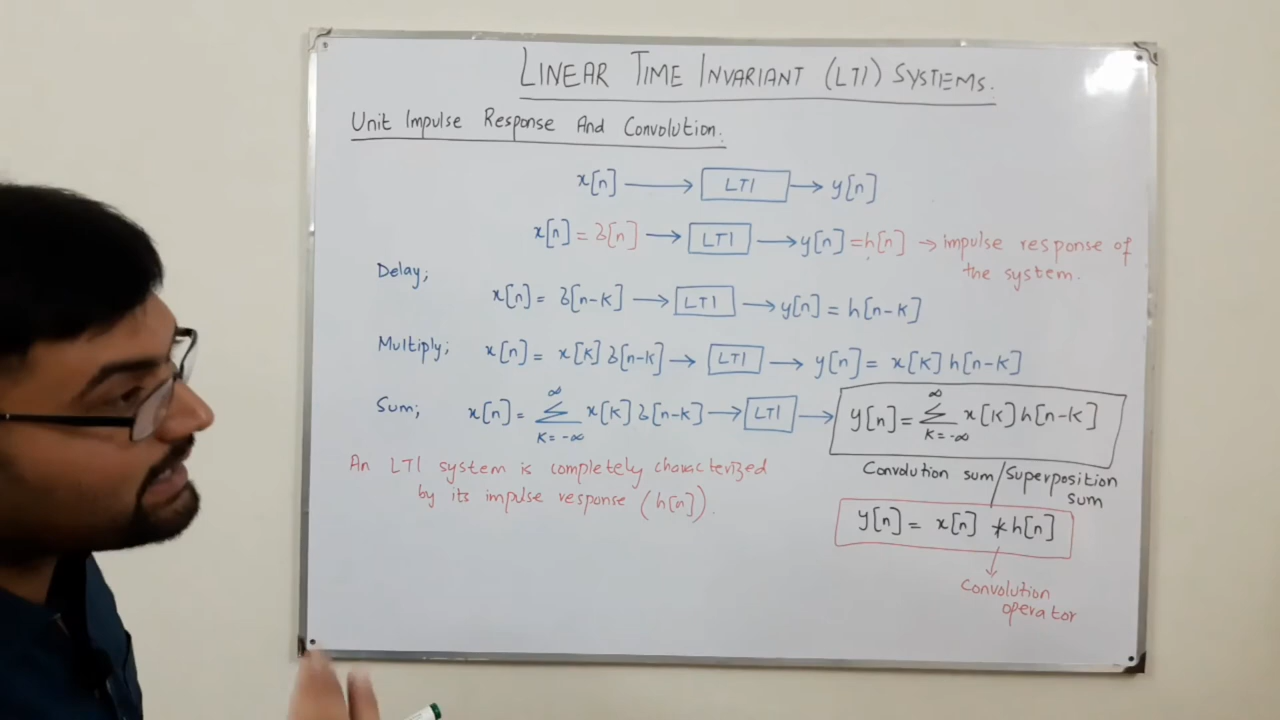 LINEAR TIME INVARIANT (LTI) SYSTEMS.
Unit Impulse Response And Convolution:
x[n] → LTI → y[n]
x[n] = δ[n] → LTI → y[n] = h[n] → impulse response of
the system.
Delay;
x[n] = δ[n-k] → LTI → y[n] = h[n-k]
Multiply; x[n] = x[k] δ[n-k] → LTI → y[n] = x[k] h[n-k]
Sum; x[n] = ∞ Σ k=-∞ x[k] δ[n-k] → LTI → y[n] = ∞ Σ k=-∞ x[k] h[n-k]
Convolution sum/Superposition
sum
An LTI system is completely characterized
by its impulse response (h[n]).
y[n] = x[n] * h[n]
Convolution
operator